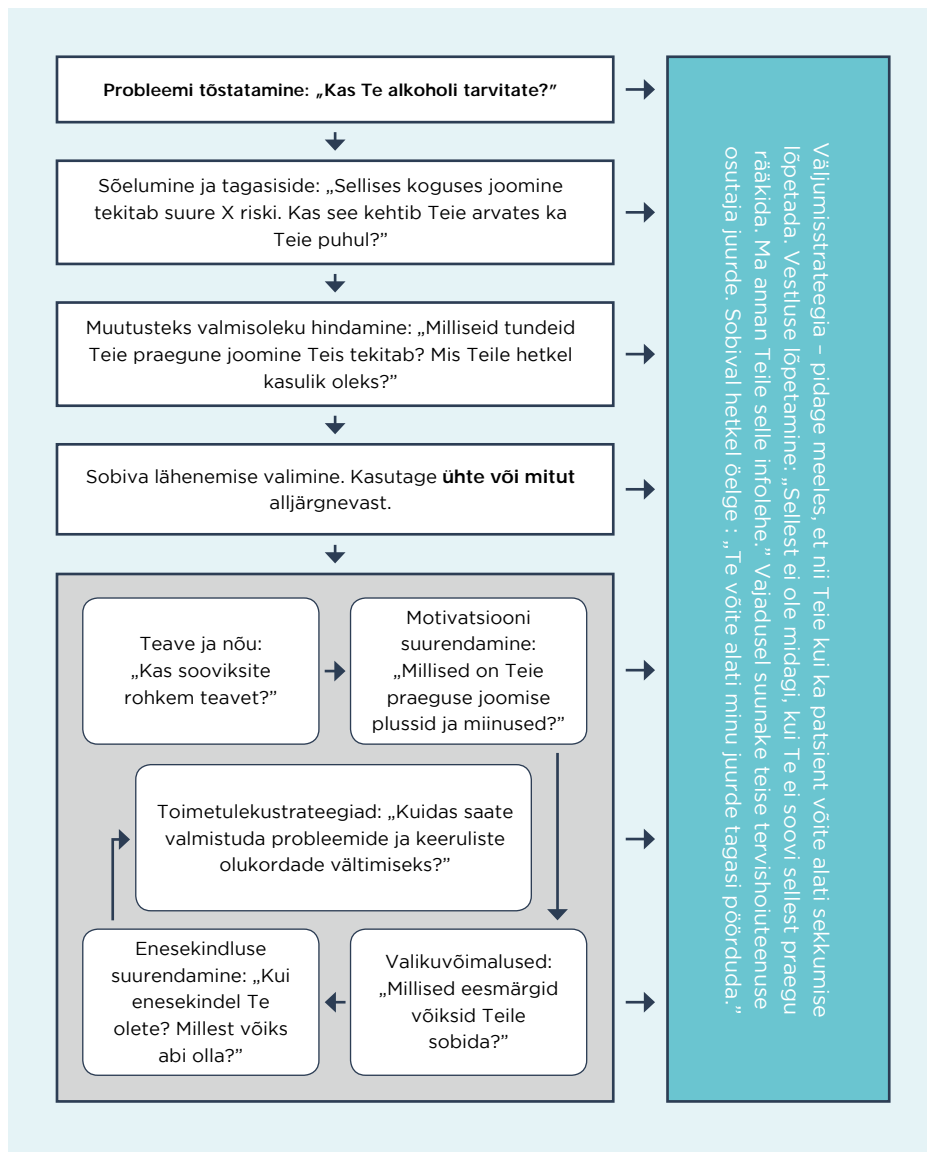 Probleemi tõstatamine: „Kas Te alkoholi tarvitate?”
Sõelumine ja tagasiside: „Sellises koguses joomine
tekitab suure X riski. Kas see kehtib Teie arvates ka
Teie puhul?”
Muutusteks valmisoleku hindamine: „Milliseid tundeid
Teie praegune joomine Teis tekitab? Mis Teile hetkel
kasulik oleks?”
Sobiva lähenemise valimine. Kasutage ühte või mitut
alljärgnevast.
Teave ja nõu:
„Kas sooviksite
rohkem teavet?”
Motivatsiooni
suurendamine:
„Millised on Teie
praeguse joomise
plussid ja miinused?”
Toimetulekustrateegiad: „Kuidas saate
valmistuda probleemide ja keeruliste
olukordade vältimiseks?”
Enesekindluse
suurendamine: „Kui
enesekindel Te
olete? Millest võiks
abi olla?”
Valikuvõimalused:
„Millised eesmärgid
võiksid Teile
sobida?”
Väljumisstrateegia – pidage meeles, et nii Teie kui ka patsient võite alati sekkumise
lõpetada. Vestluse lõpetamine: „Sellest ei ole midagi, kui Te ei soovi sellest praegu
rääkida. Ma annan Teile selle infolehe.” Vajadusel suunake teise tervishoiuteenuse
osutaja juurde. Sobival hetkel öelge : „Te võite alati minu juurde tagasi pöörduda.”